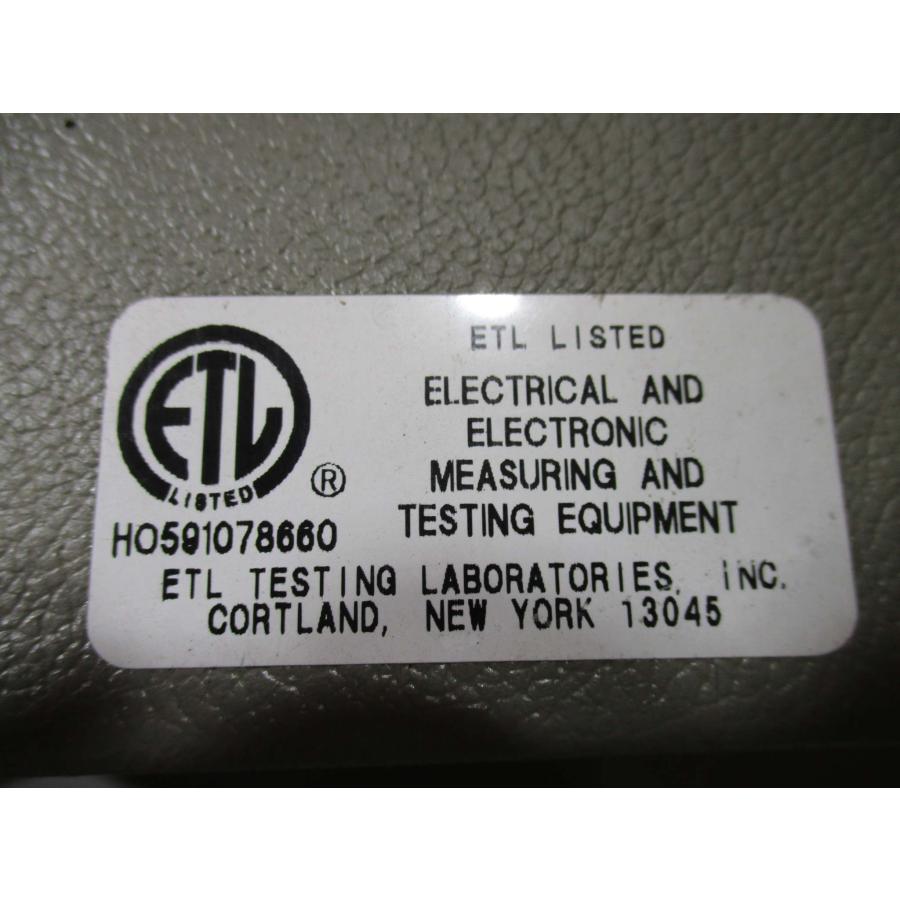 ETL LISTED
ELECTRICAL AND
ELECTRONIC
MEASURING AND
TESTING EQUIPMENT
ETL
LISTED
®
HO591078660
ETL TESTING LABORATORIES, INC.
CORTLAND, NEW YORK 13045